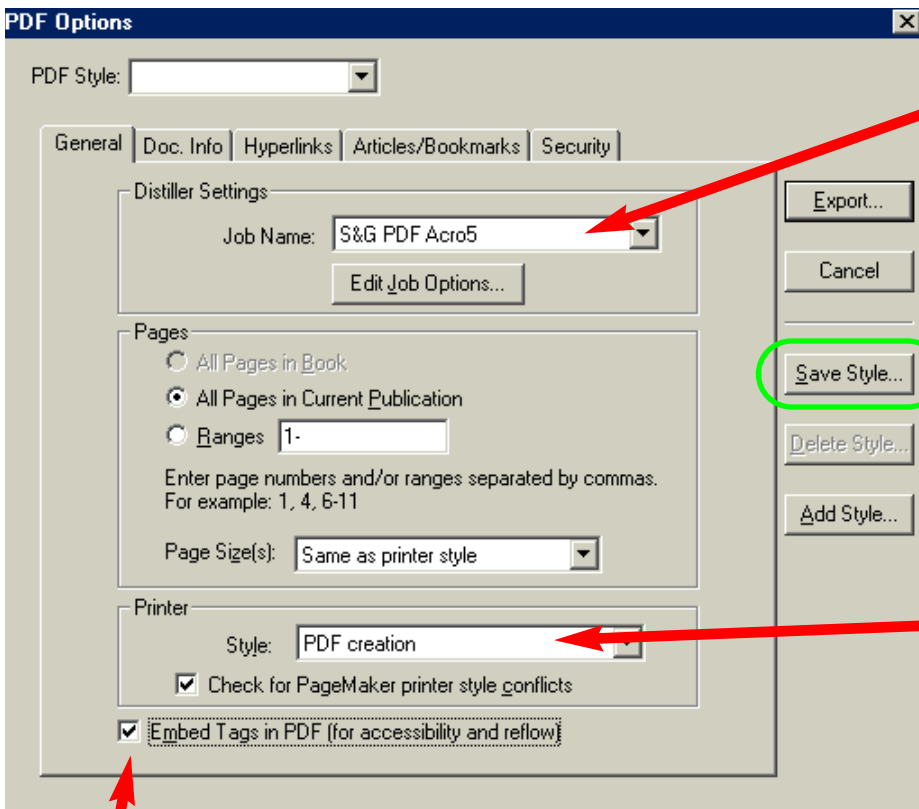 PDF Options
PDF Style:
General Doc. Info Hyperlinks Articles/Bookmarks Security
Distiller Settings
Job Name: S&G PDF Acro5
Edit Job Options...
Pages
All Pages in Book
All Pages in Current Publication
Ranges 1-
Enter page numbers and/or ranges separated by commas.
For example: 1, 4, 6-11
Page Size(s): Same as printer style
Printer
Style: PDF creation
Check for PageMaker printer style conflicts
Embed Tags in PDF (for accessibility and reflow)
Export...
Cancel
Save Style...
Delete Style...
Add Style...